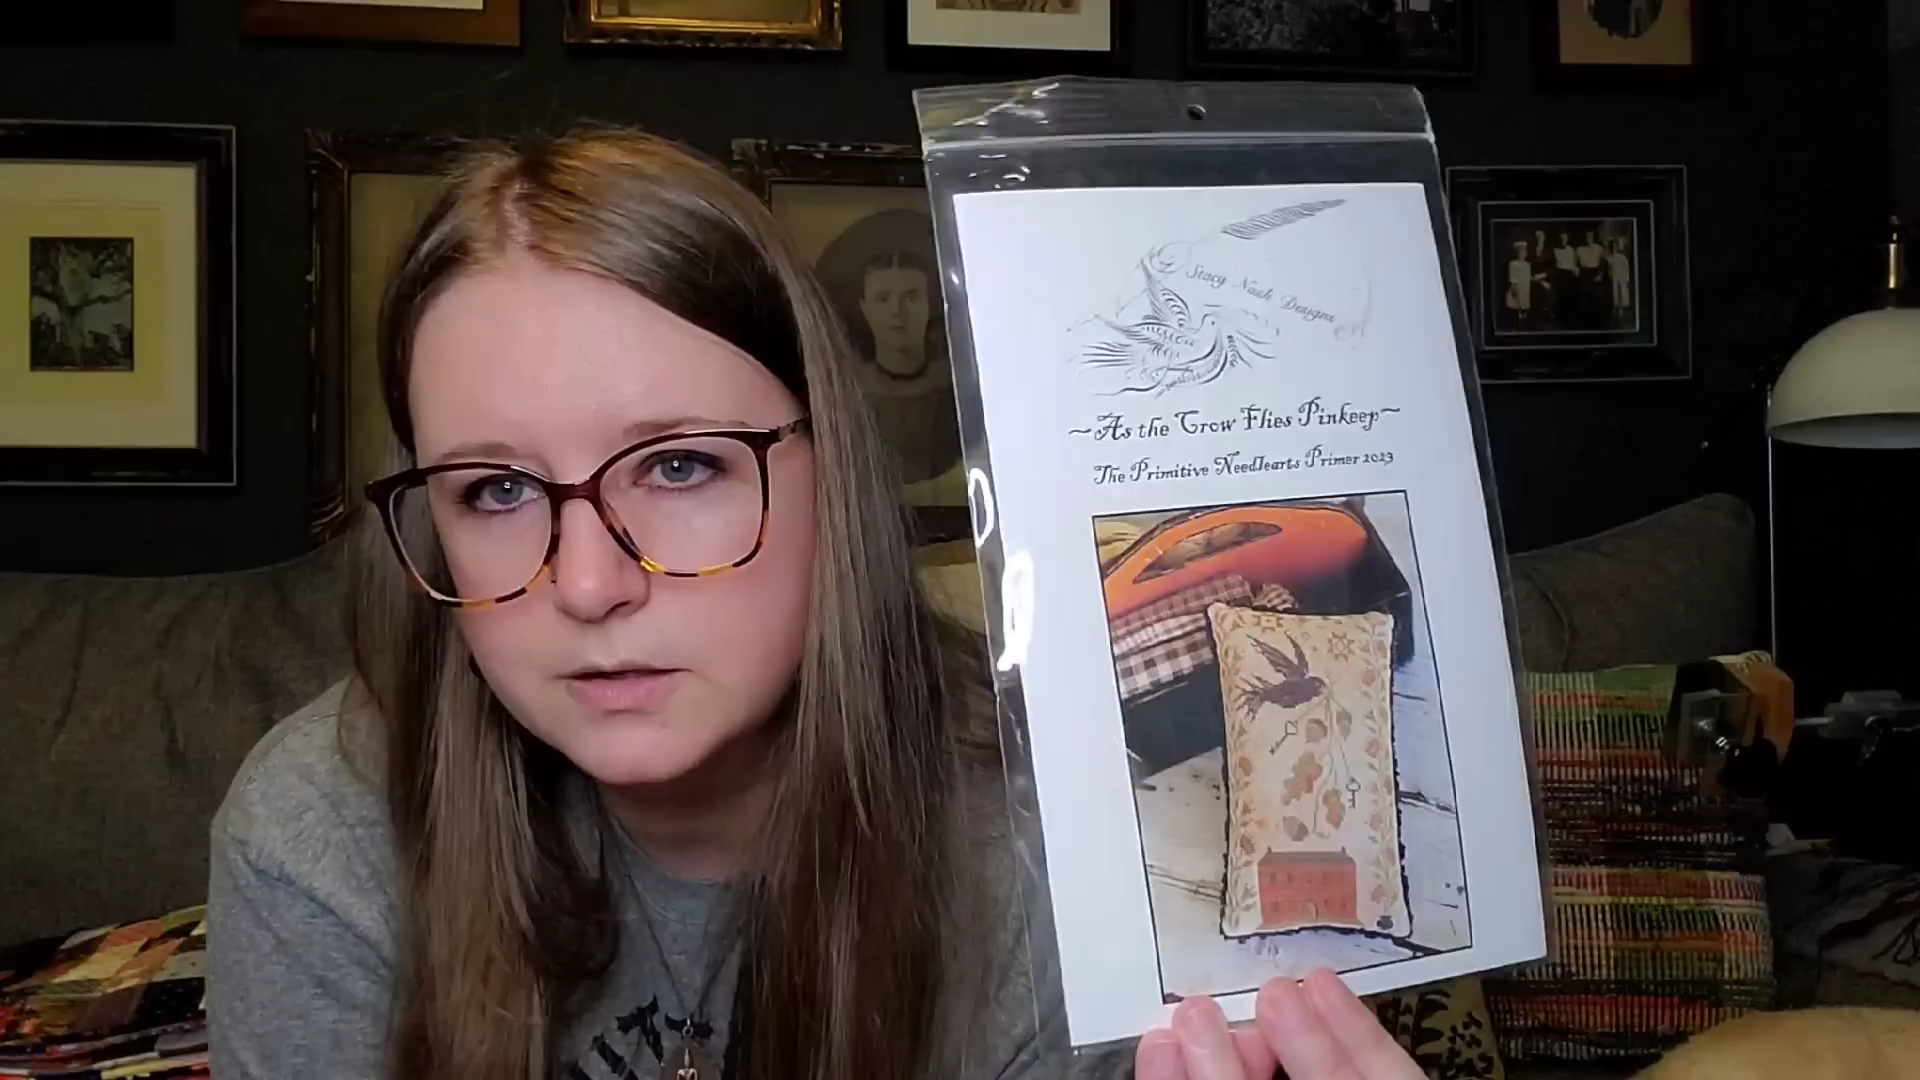 Stacy Nash Designs
~As the Crow Flies Pinkeep~
The Primitive Needlearts Primer 2023